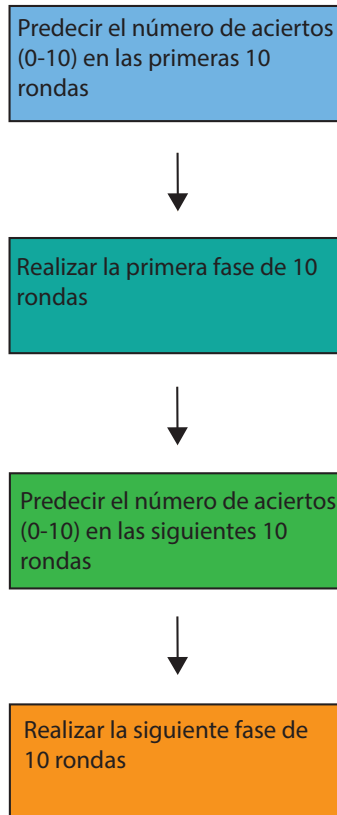 Predecir el número de aciertos
(0-10) en las primeras 10
rondas
Realizar la primera fase de 10
rondas
Predecir el número de aciertos
(0-10) en las siguientes 10
rondas
Realizar la siguiente fase de
10 rondas